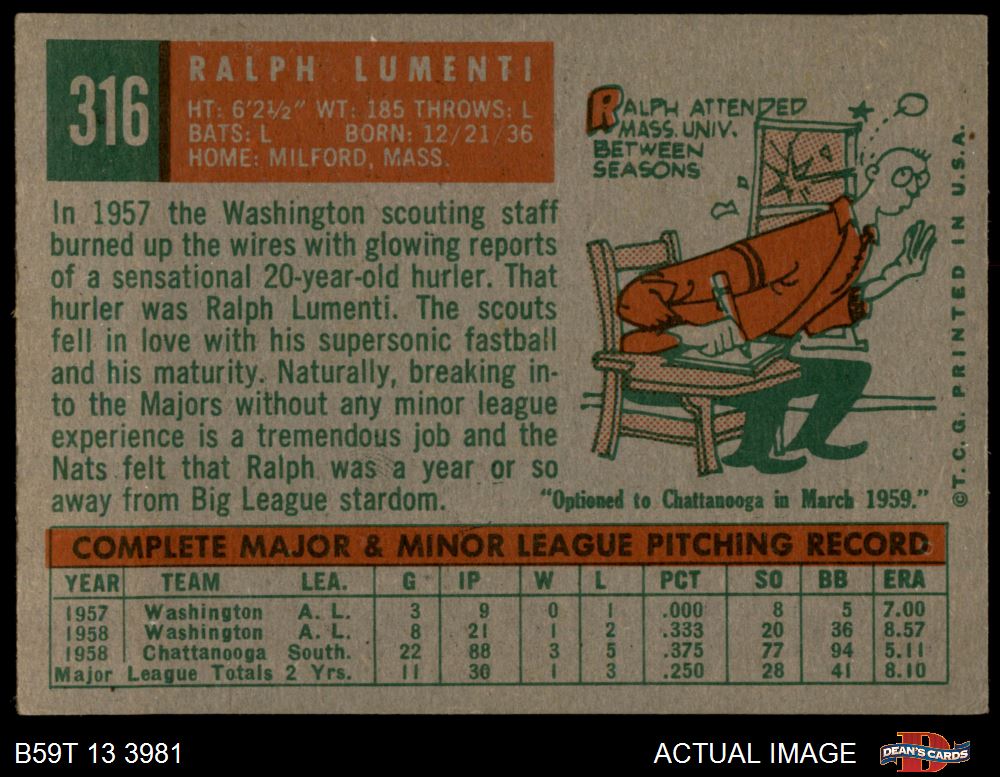 316
RALPH LUMENTI
HT: 6'2½" WT: 185 THROWS: L
BATS: L BORN: 12/21/36
HOME: MILFORD, MASS.
RALPH ATTENDED
MASS. UNIV.
BETWEEN
SEASONS
In 1957 the Washington scouting staff
burned up the wires with glowing reports
of a sensational 20-year-old hurler. That
hurler was Ralph Lumenti. The scouts
fell in love with his supersonic fastball
and his maturity. Naturally, breaking in-
to the Majors without any minor league
experience is a tremendous job and the
Nats felt that Ralph was a year or so
away from Big League stardom.
"Optioned to Chattanooga in March 1959."
©T. C. G. PRINTED IN U.S.A.
COMPLETE MAJOR & MINOR LEAGUE PITCHING RECORD
YEAR TEAM LEA. G IP W L PCT SO BB ERA
1957 Washington A. L. 3 9 0 1 .000 8 5 7.00
1958 Washington A. L. 8 21 1 2 .333 20 36 8.57
1958 Chattanooga South. 22 88 3 5 .375 77 94 5.11
Major League Totals 2 Yrs. 11 30 1 3 .250 28 41 8.10
B59T 13 3981
ACTUAL IMAGE
DEAN'S CARDS